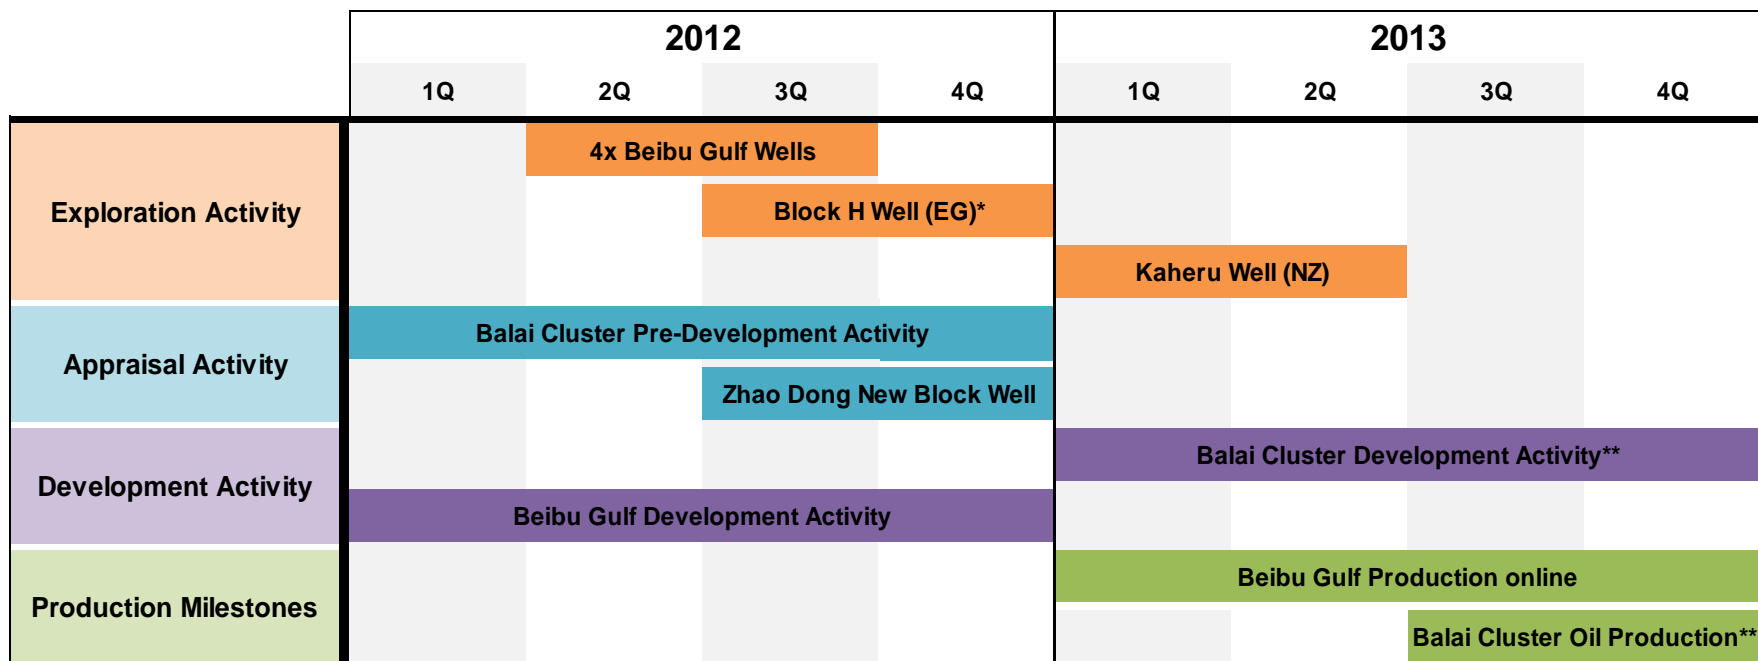 2012
2013
1Q
2Q
3Q
4Q
1Q
2Q
3Q
4Q
Exploration Activity
4x Beibu Gulf Wells
Block H Well (EG)*
Kaheru Well (NZ)
Appraisal Activity
Balai Cluster Pre-Development Activity
Zhao Dong New Block Well
Development Activity
Balai Cluster Development Activity**
Beibu Gulf Development Activity
Production Milestones
Beibu Gulf Production online
Balai Cluster Oil Production**